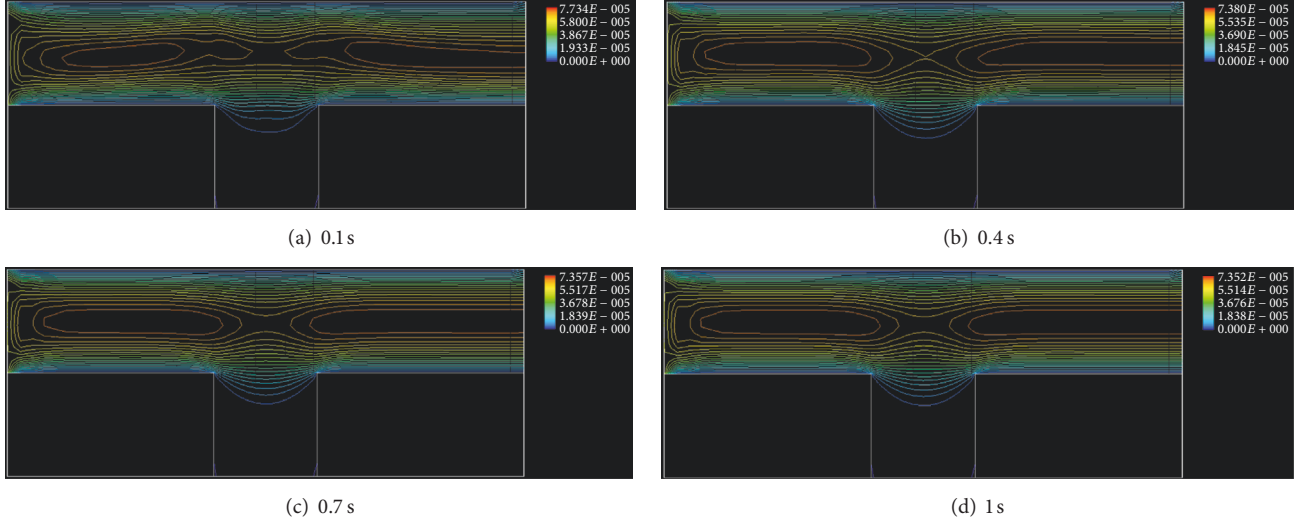 7.734E − 005
5.800E − 005
3.867E − 005
1.933E − 005
0.000E + 000
(a) 0.1 s
7.380E − 005
5.535E − 005
3.690E − 005
1.845E − 005
0.000E + 000
(b) 0.4 s
7.357E − 005
5.517E − 005
3.678E − 005
1.839E − 005
0.000E + 000
(c) 0.7 s
7.352E − 005
5.514E − 005
3.676E − 005
1.838E − 005
0.000E + 000
(d) 1 s